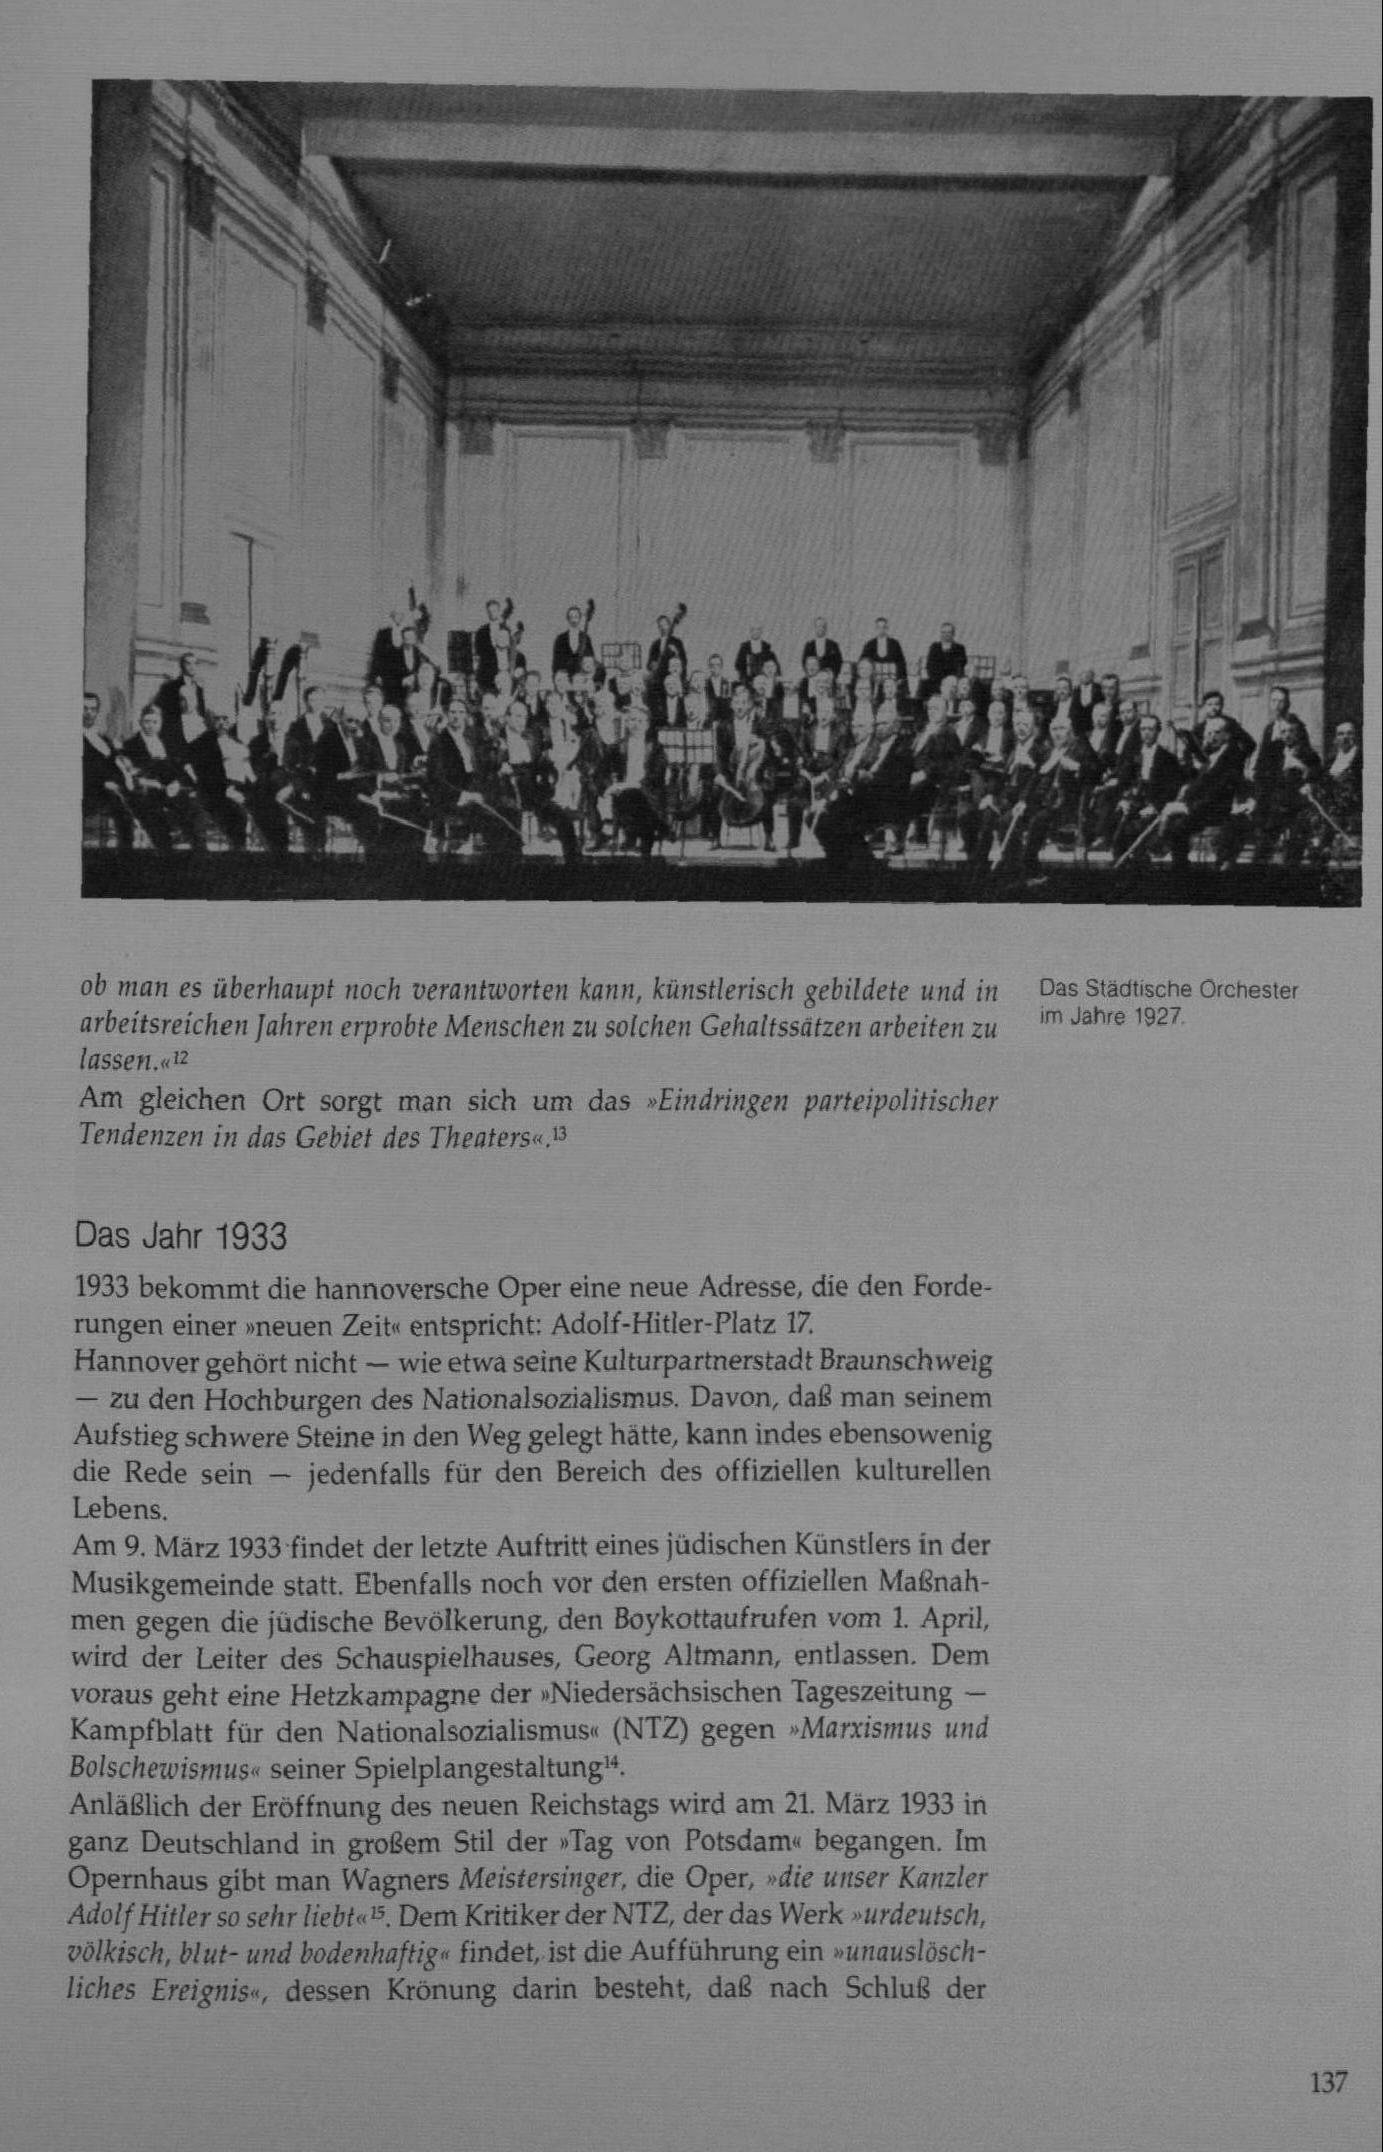 ob man es überhaupt noch verantworten kann, künstlerisch gebildete und in
arbeitsreichen Jahren erprobte Menschen zu solchen Gehaltssätzen arbeiten zu
lassen.«¹²
Am gleichen Ort sorgt man sich um das »Eindringen parteipolitischer
Tendenzen in das Gebiet des Theaters«.¹³
Das Städtische Orchester
im Jahre 1927.
Das Jahr 1933
1933 bekommt die hannoversche Oper eine neue Adresse, die den Forde-
rungen einer »neuen Zeit« entspricht: Adolf-Hitler-Platz 17.
Hannover gehört nicht — wie etwa seine Kulturpartnerstadt Braunschweig
— zu den Hochburgen des Nationalsozialismus. Davon, daß man seinem
Aufstieg schwere Steine in den Weg gelegt hätte, kann indes ebensowenig
die Rede sein — jedenfalls für den Bereich des offiziellen kulturellen
Lebens.
Am 9. März 1933 findet der letzte Auftritt eines jüdischen Künstlers in der
Musikgemeinde statt. Ebenfalls noch vor den ersten offiziellen Maßnah-
men gegen die jüdische Bevölkerung, den Boykottaufrufen vom 1. April,
wird der Leiter des Schauspielhauses, Georg Altmann, entlassen. Dem
voraus geht eine Hetzkampagne der »Niedersächsischen Tageszeitung —
Kampfblatt für den Nationalsozialismus« (NTZ) gegen »Marxismus und
Bolschewismus« seiner Spielplangestaltung¹⁴.
Anläßlich der Eröffnung des neuen Reichstags wird am 21. März 1933 in
ganz Deutschland in großem Stil der »Tag von Potsdam« begangen. Im
Opernhaus gibt man Wagners Meistersinger, die Oper, »die unser Kanzler
Adolf Hitler so sehr liebt«¹⁵. Dem Kritiker der NTZ, der das Werk »urdeutsch,
völkisch, blut- und bodenhaftig« findet, ist die Aufführung ein »unauslösch-
liches Ereignis«, dessen Krönung darin besteht, daß nach Schluß der
137